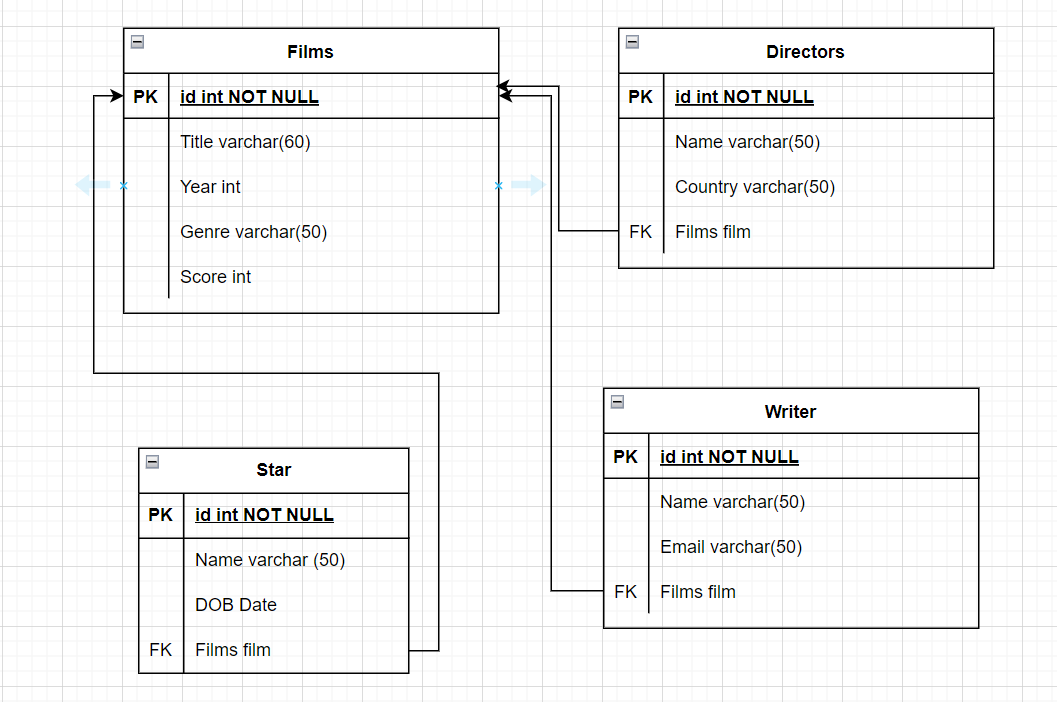 Films
PK id int NOT NULL
Title varchar(60)
Year int
Genre varchar(50)
Score int
Directors
PK id int NOT NULL
Name varchar(50)
Country varchar(50)
FK Films film
Star
PK id int NOT NULL
Name varchar (50)
DOB Date
FK Films film
Writer
PK id int NOT NULL
Name varchar(50)
Email varchar(50)
FK Films film